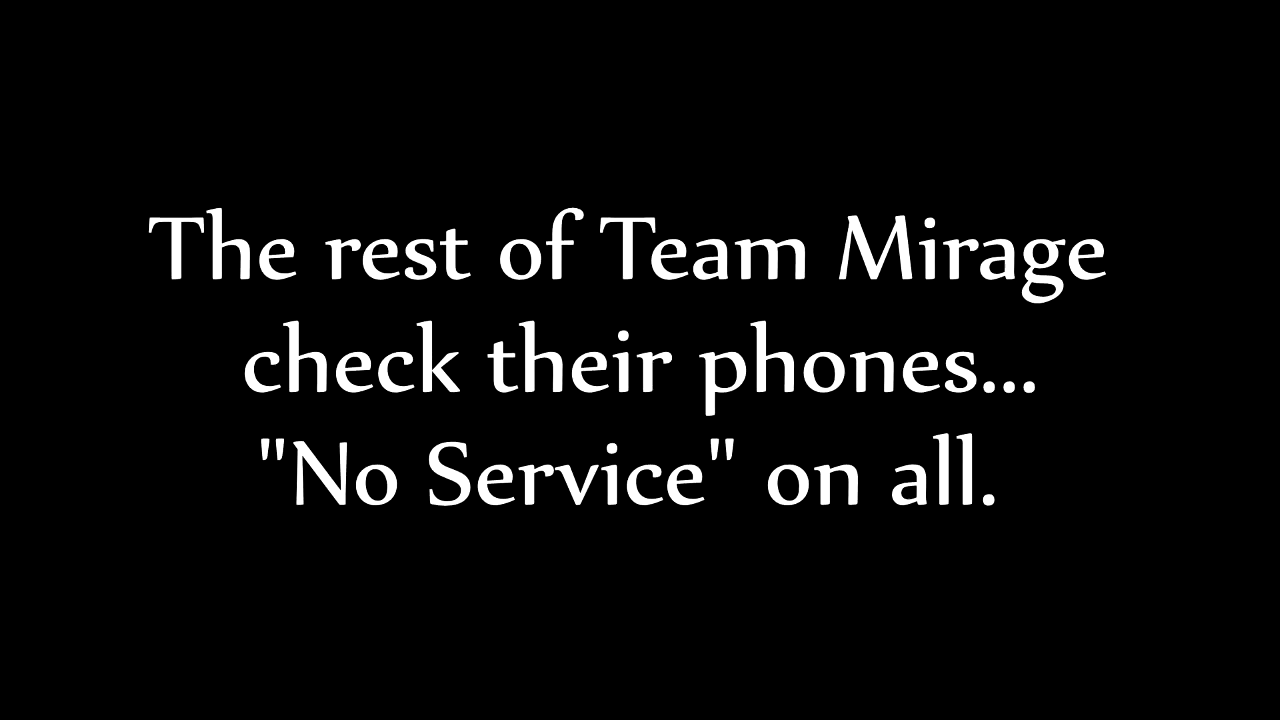 The rest of Team Mirage
check their phones...
"No Service" on all.